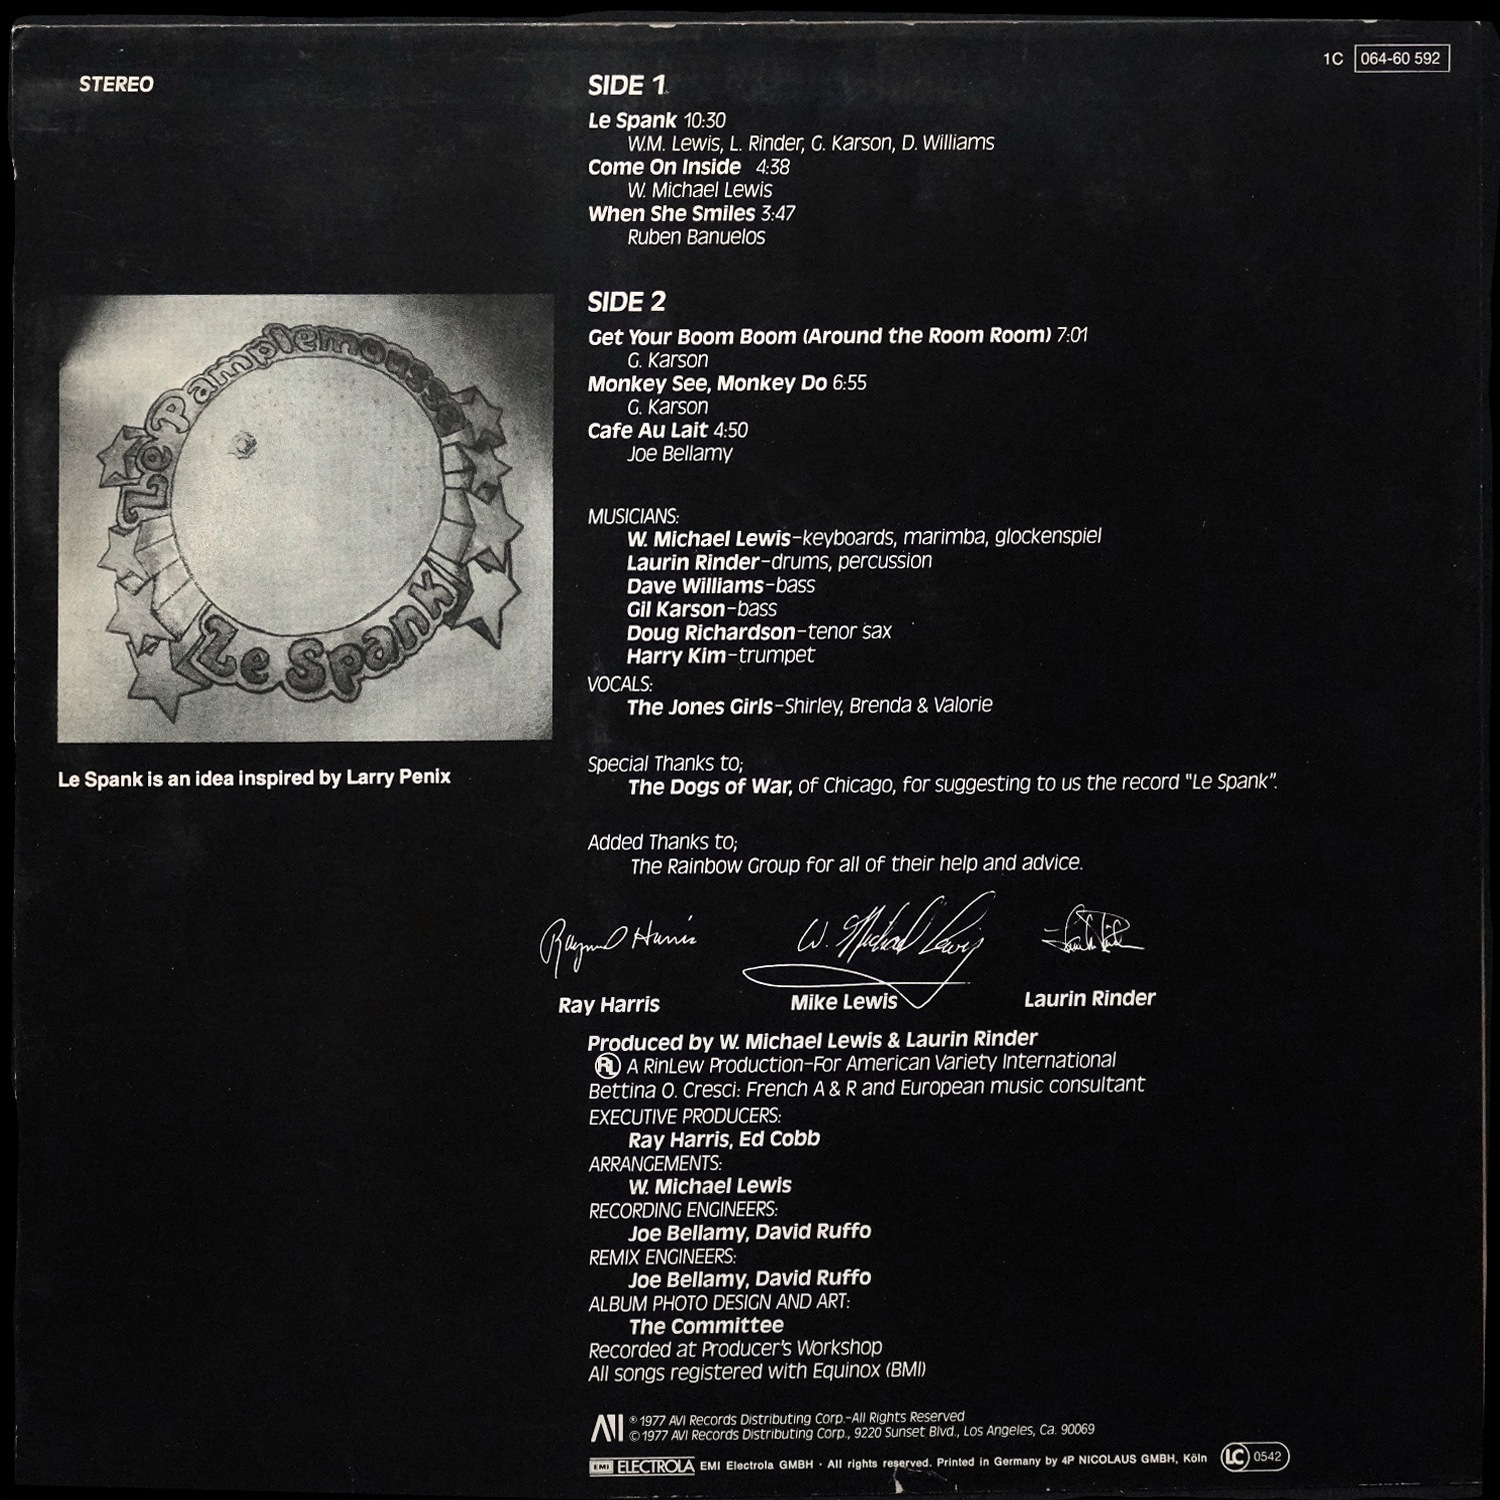 STEREO
1C 064-60 592
SIDE 1
Le Spank 10:30
W.M. Lewis, L. Rinder, G. Karson, D. Williams
Come On Inside 4:38
W. Michael Lewis
When She Smiles 3:47
Ruben Banuelos
SIDE 2
Get Your Boom Boom (Around the Room Room) 7:01
G. Karson
Monkey See, Monkey Do 6:55
G. Karson
Cafe Au Lait 4:50
Joe Bellamy
Le Pamplemousse
Le Spank
Le Spank is an idea inspired by Larry Penix
MUSICIANS:
W. Michael Lewis–keyboards, marimba, glockenspiel
Laurin Rinder–drums, percussion
Dave Williams–bass
Gil Karson–bass
Doug Richardson–tenor sax
Harry Kim–trumpet
VOCALS:
The Jones Girls–Shirley, Brenda & Valorie
Special Thanks to;
The Dogs of War, of Chicago, for suggesting to us the record "Le Spank".
Added Thanks to;
The Rainbow Group for all of their help and advice.
Raymond Harris W. Michael Lewis
Ray Harris Mike Lewis Laurin Rinder
Produced by W. Michael Lewis & Laurin Rinder
RL A RinLew Production–For American Variety International
Bettina O. Cresci: French A & R and European music consultant
EXECUTIVE PRODUCERS:
Ray Harris, Ed Cobb
ARRANGEMENTS:
W. Michael Lewis
RECORDING ENGINEERS:
Joe Bellamy, David Ruffo
REMIX ENGINEERS:
Joe Bellamy, David Ruffo
ALBUM PHOTO DESIGN AND ART:
The Committee
Recorded at Producer's Workshop
All songs registered with Equinox (BMI)
AVI ℗ 1977 AVI Records Distributing Corp.–All Rights Reserved
© 1977 AVI Records Distributing Corp., 9220 Sunset Blvd., Los Angeles, Ca. 90069
EMI ELECTROLA EMI Electrola GMBH · All rights reserved. Printed in Germany by 4P NICOLAUS GMBH, Köln LC 0542